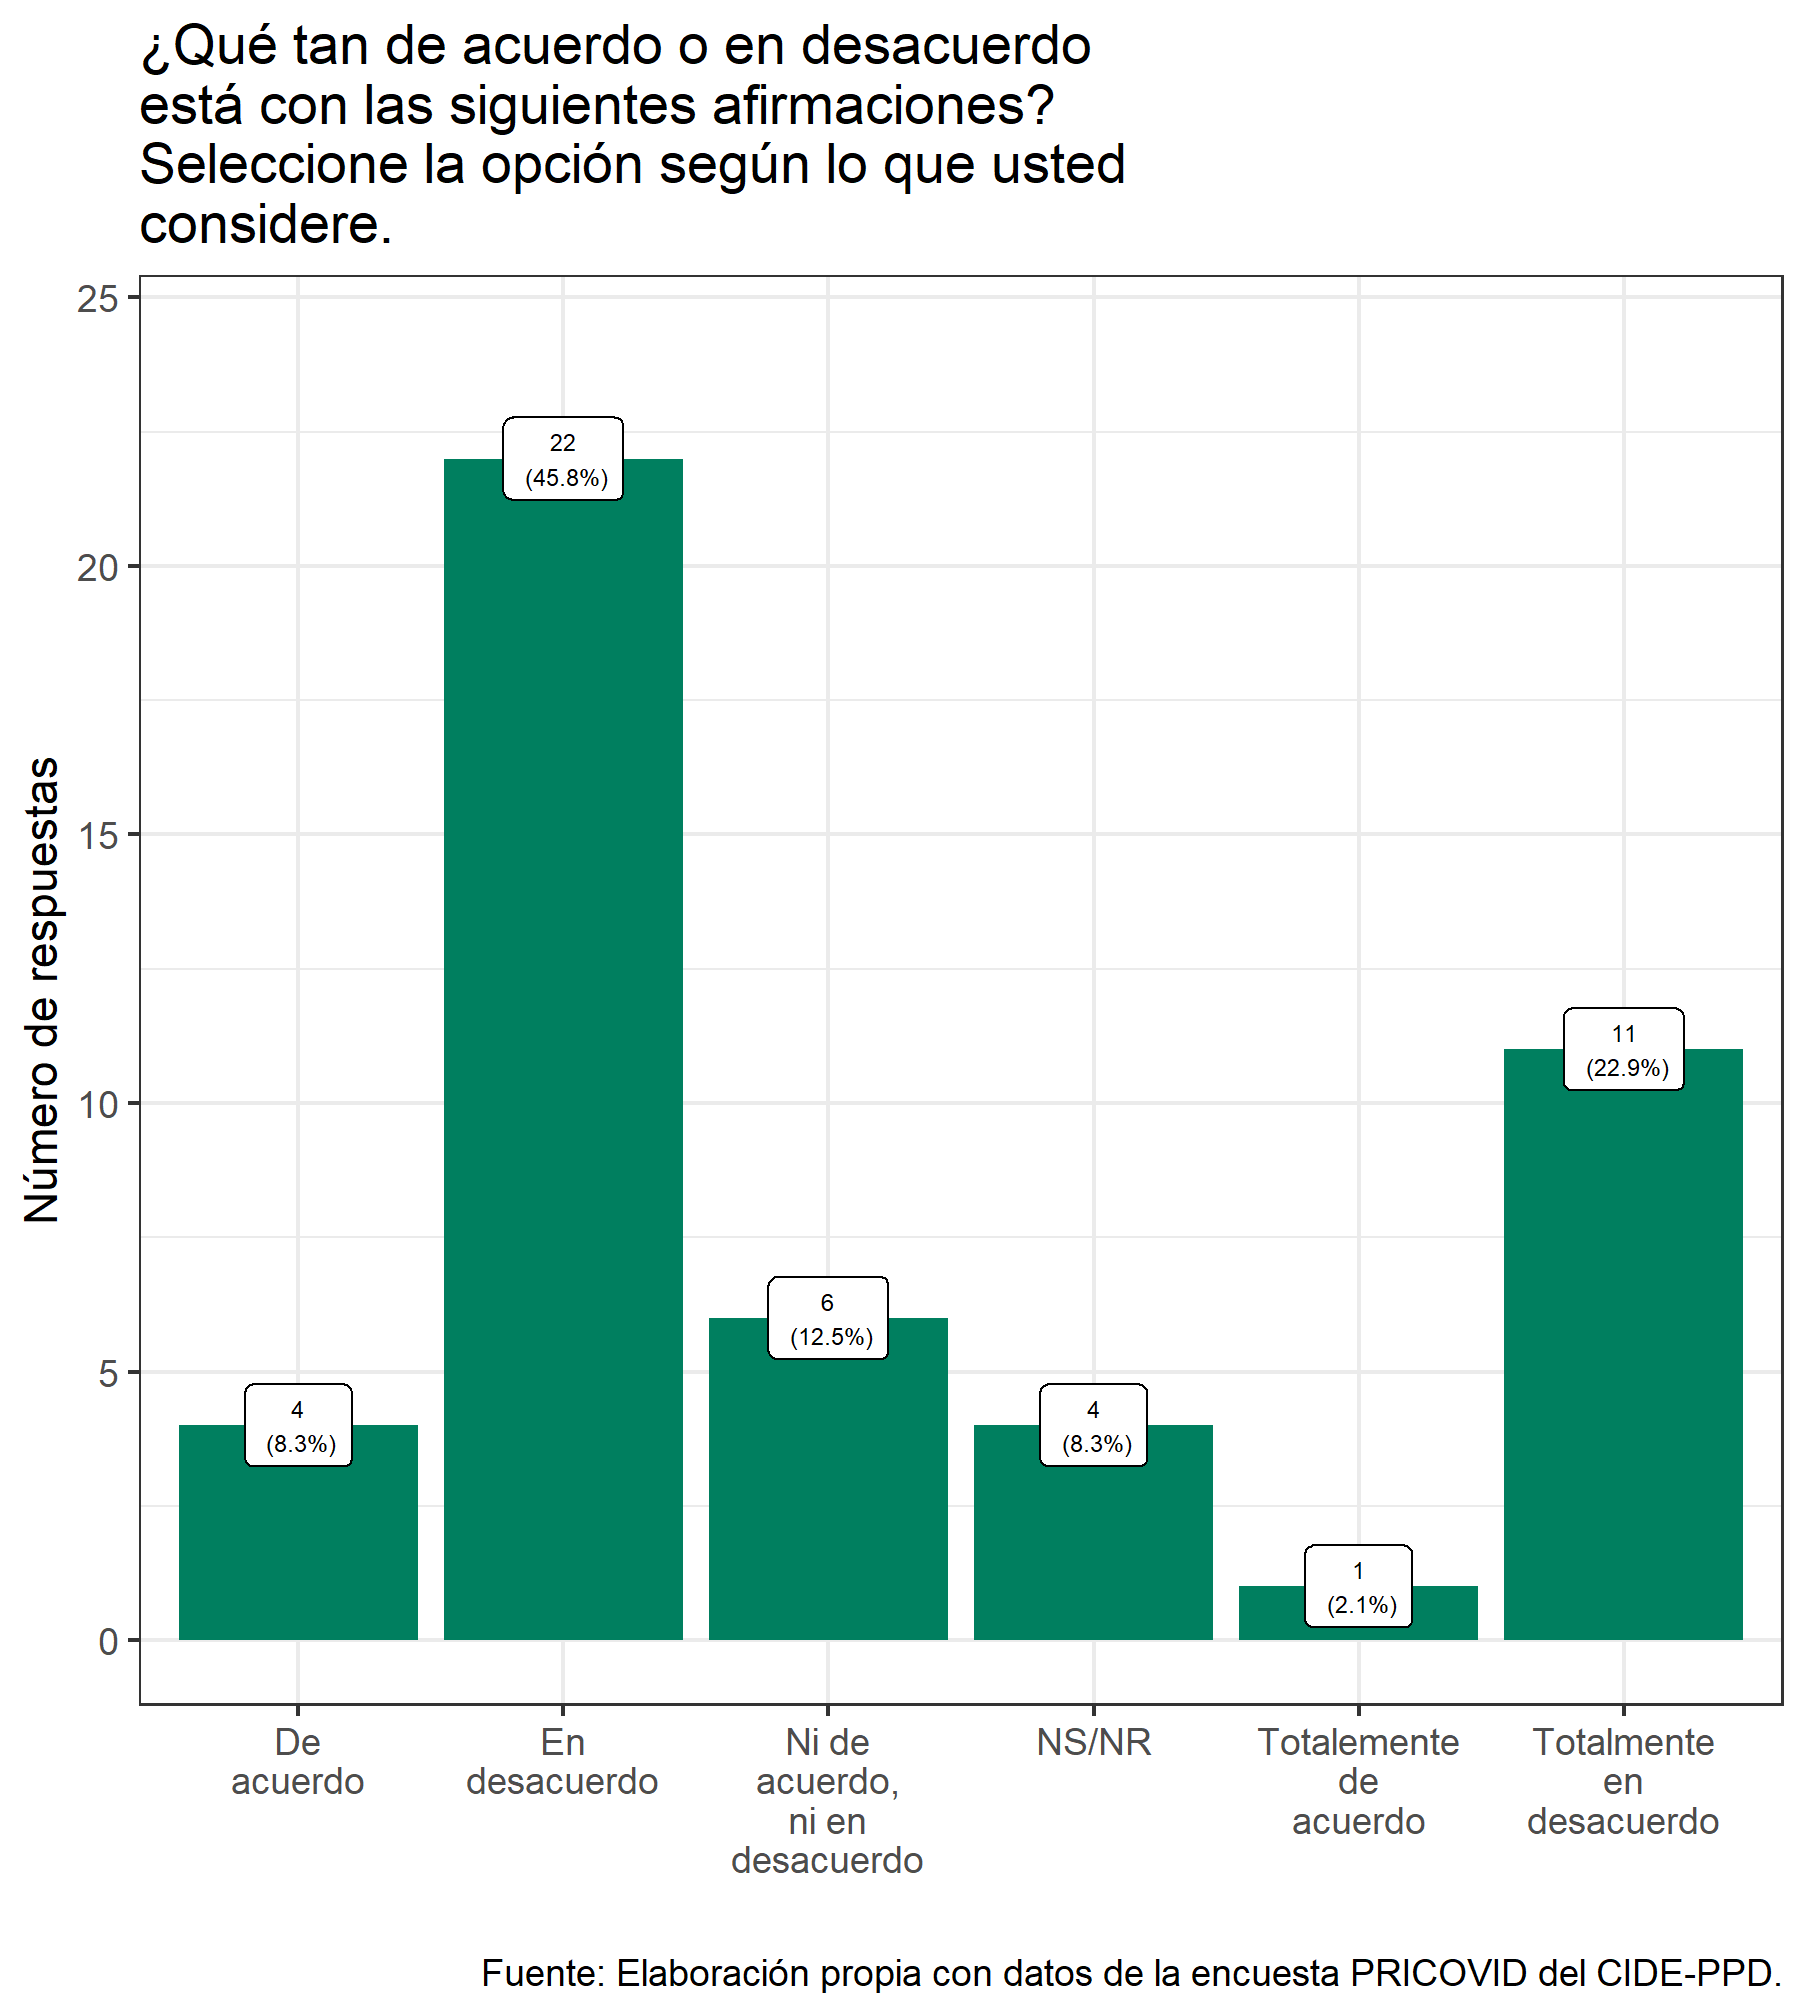 ¿Qué tan de acuerdo o en desacuerdo
está con las siguientes afirmaciones?
Seleccione la opción según lo que usted
considere.
Número de respuestas
25
20
15
10
5
0
4
(8.3%)
22
(45.8%)
6
(12.5%)
4
(8.3%)
1
(2.1%)
11
(22.9%)
De
acuerdo
En
desacuerdo
Ni de
acuerdo,
ni en
desacuerdo
NS/NR
Totalemente
de
acuerdo
Totalmente
en
desacuerdo
Fuente: Elaboración propia con datos de la encuesta PRICOVID del CIDE-PPD.